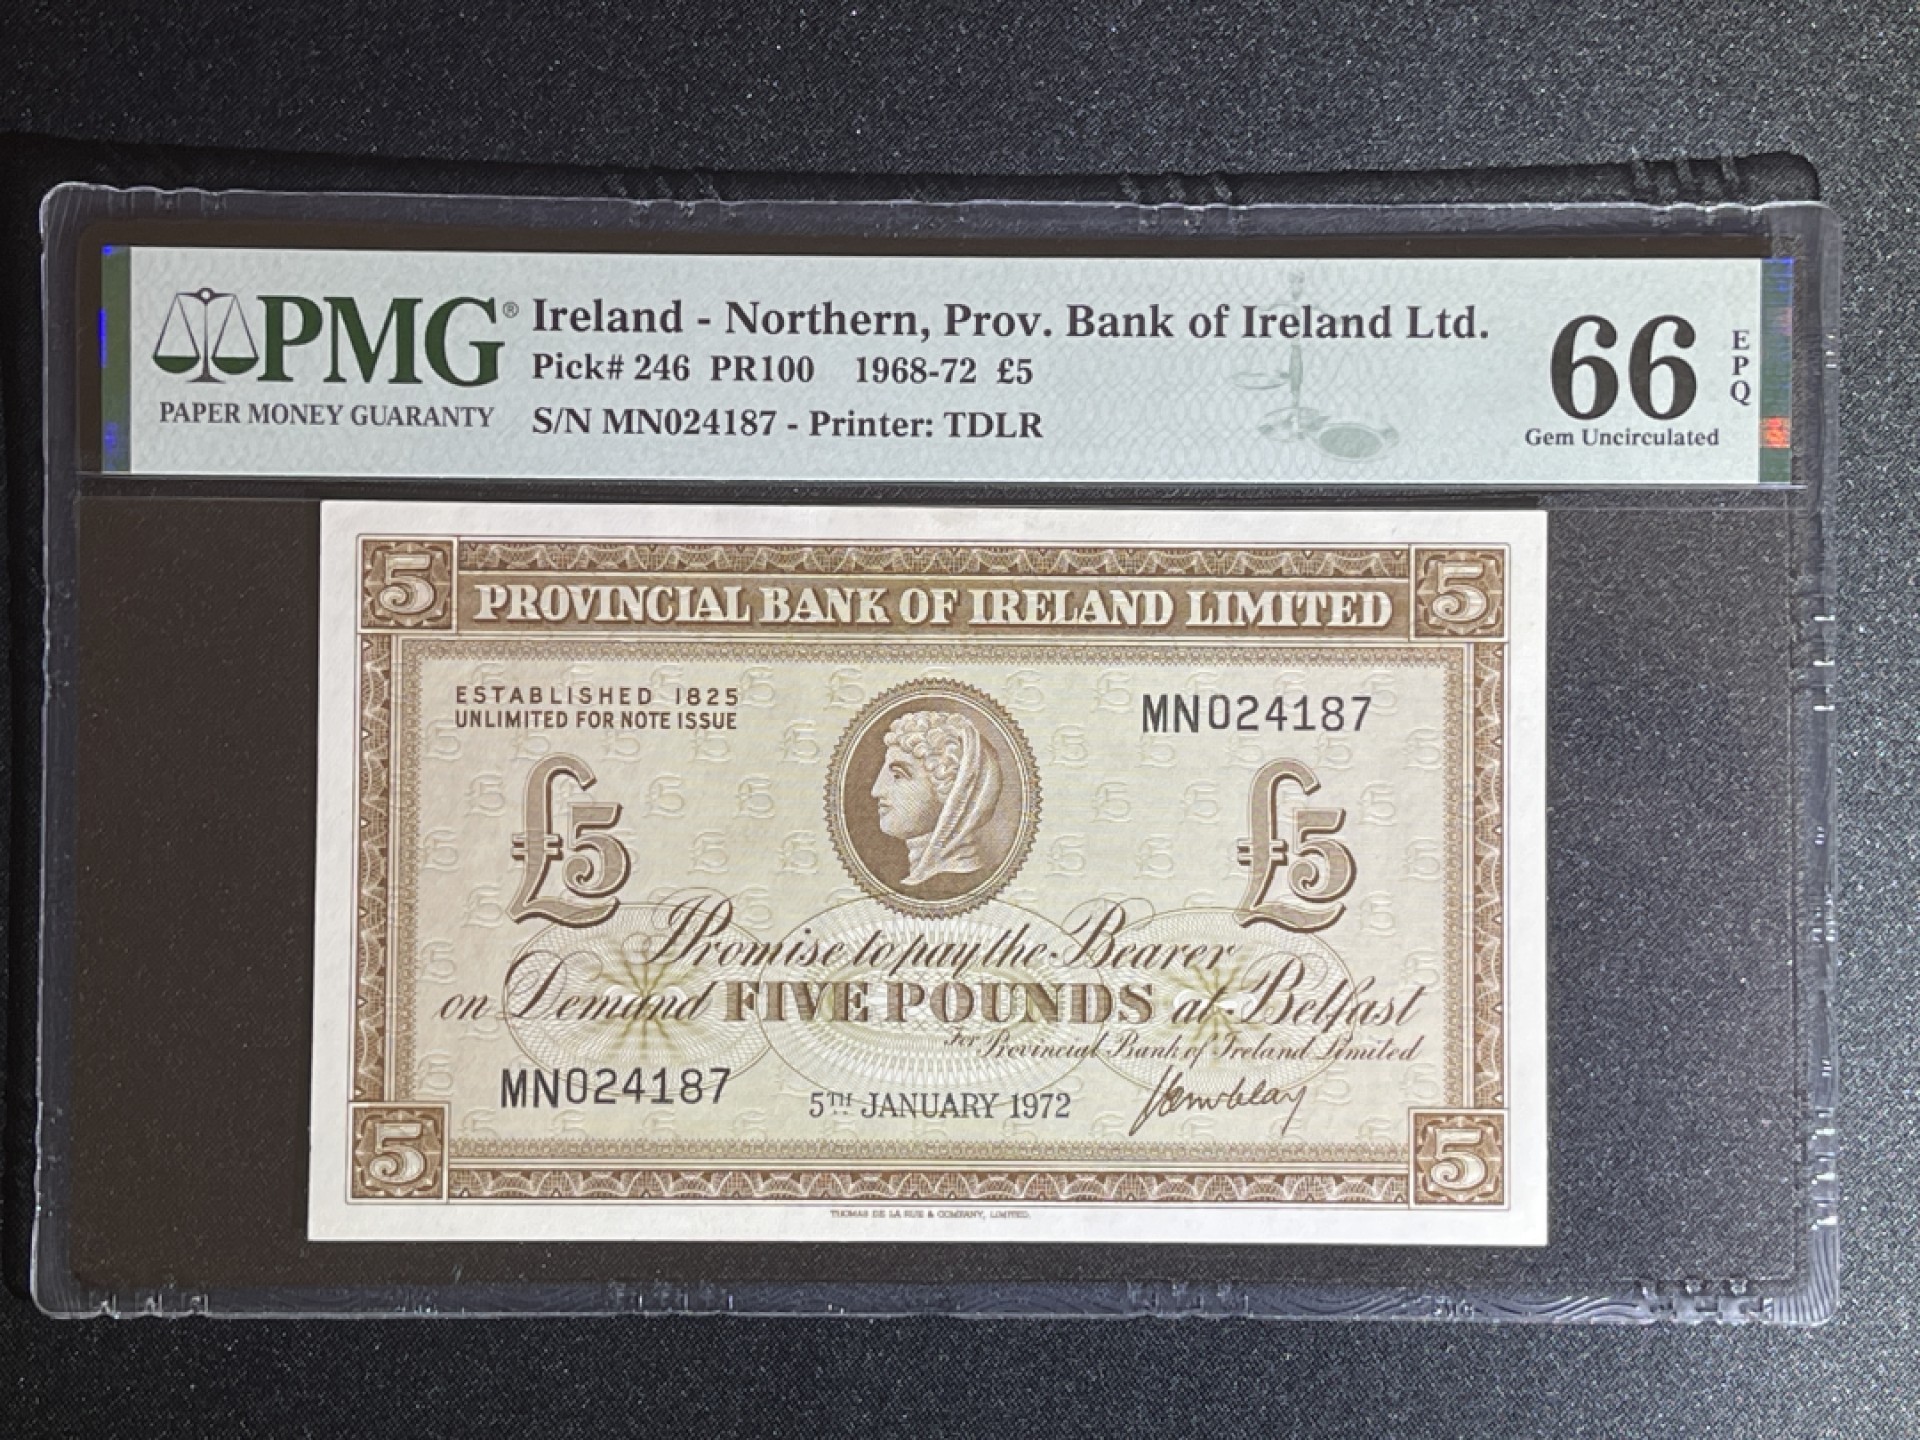 PMG®
PAPER MONEY GUARANTY
Ireland - Northern, Prov. Bank of Ireland Ltd.
Pick# 246 PR100 1968-72 £5
S/N MN024187 - Printer: TDLR
66
EPQ
Gem Uncirculated
5
5
PROVINCIAL BANK OF IRELAND LIMITED
ESTABLISHED 1825
UNLIMITED FOR NOTE ISSUE
MN024187
£5
£5
I Promise to pay the Bearer
on Demand FIVE POUNDS at Belfast
For Provincial Bank of Ireland Limited
MN024187
5TH JANUARY 1972
5
5
THOMAS DE LA RUE & COMPANY, LIMITED.